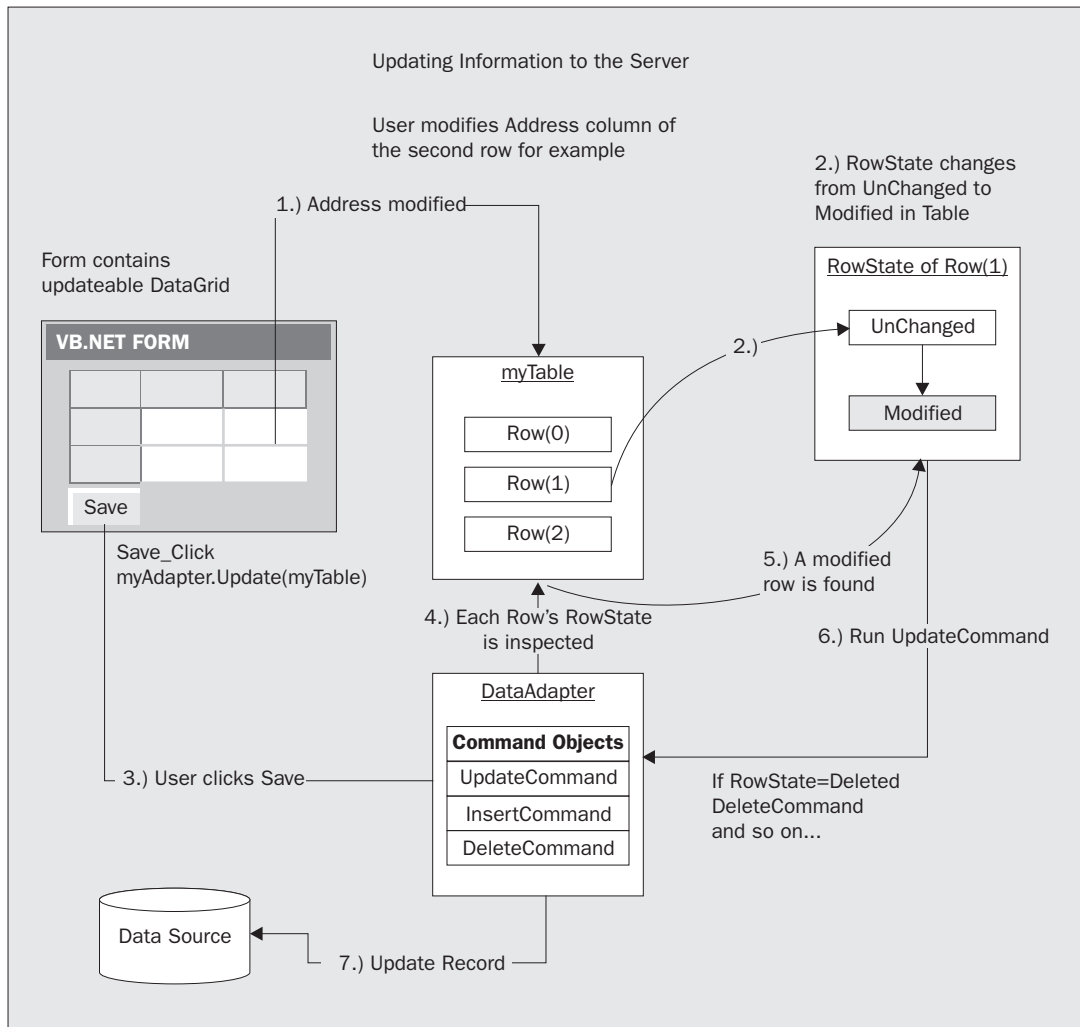 Updating Information to the Server
User modifies Address column of
the second row for example
2.) RowState changes
from UnChanged to
Modified in Table
1.) Address modified
Form contains
updateable DataGrid
RowState of Row(1)
UnChanged
Modified
VB.NET FORM
Save
2.)
myTable
Row(0)
Row(1)
Row(2)
Save_Click
myAdapter.Update(myTable)
5.) A modified
row is found
4.) Each Row's RowState
is inspected
6.) Run UpdateCommand
DataAdapter
Command Objects
UpdateCommand
InsertCommand
DeleteCommand
3.) User clicks Save
If RowState=Deleted
DeleteCommand
and so on...
Data Source
7.) Update Record